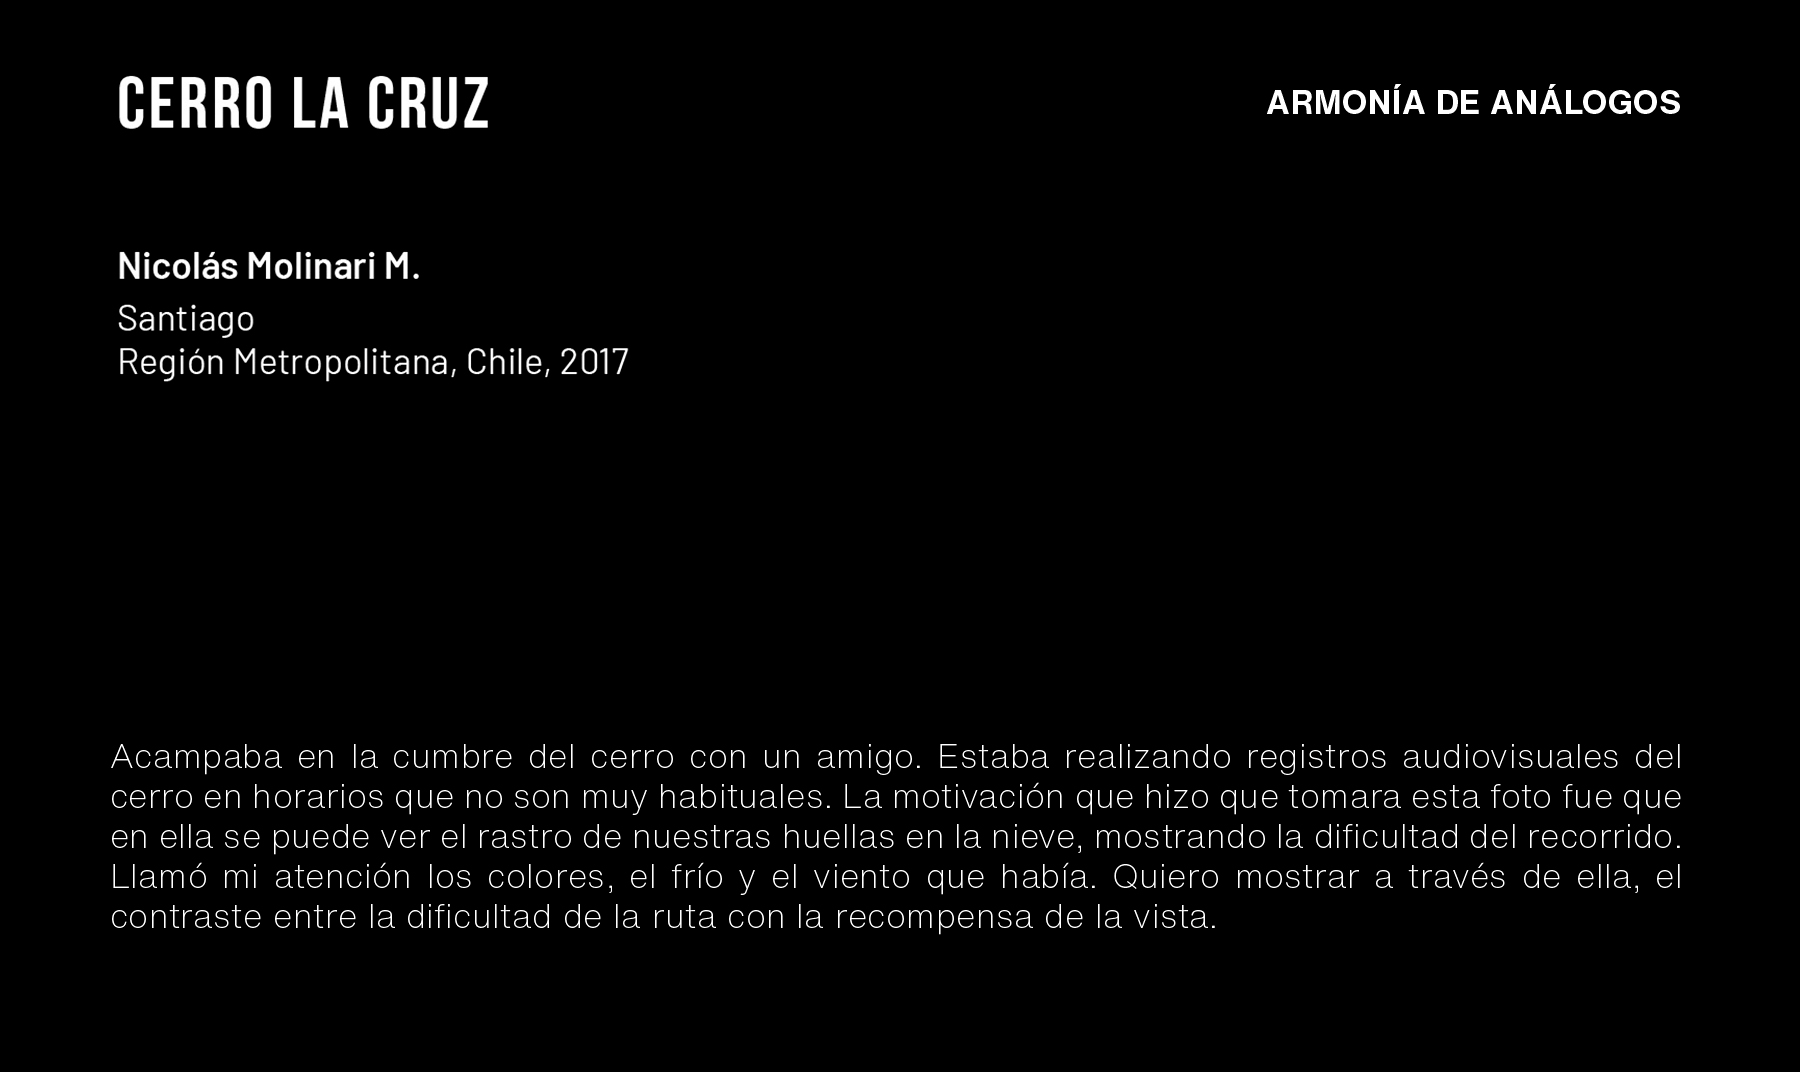 CERRO LA CRUZ
ARMONÍA DE ANÁLOGOS
Nicolás Molinari M.
Santiago
Región Metropolitana, Chile, 2017
Acampaba en la cumbre del cerro con un amigo. Estaba realizando registros audiovisuales del
cerro en horarios que no son muy habituales. La motivación que hizo que tomara esta foto fue que
en ella se puede ver el rastro de nuestras huellas en la nieve, mostrando la dificultad del recorrido.
Llamó mi atención los colores, el frío y el viento que había. Quiero mostrar a través de ella, el
contraste entre la dificultad de la ruta con la recompensa de la vista.